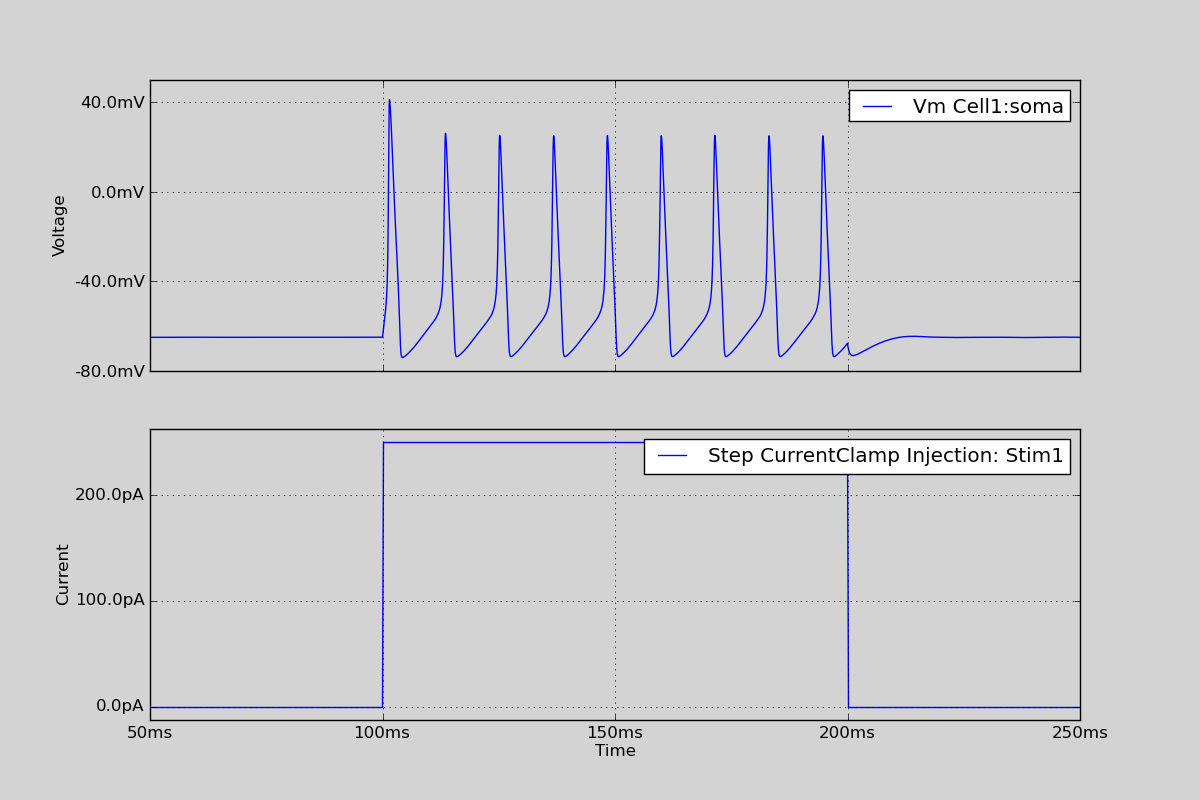 40.0mV
0.0mV
-40.0mV
-80.0mV
Voltage
Vm Cell1:soma
200.0pA
100.0pA
0.0pA
Current
Step CurrentClamp Injection: Stim1
50ms 100ms 150ms 200ms 250ms
Time